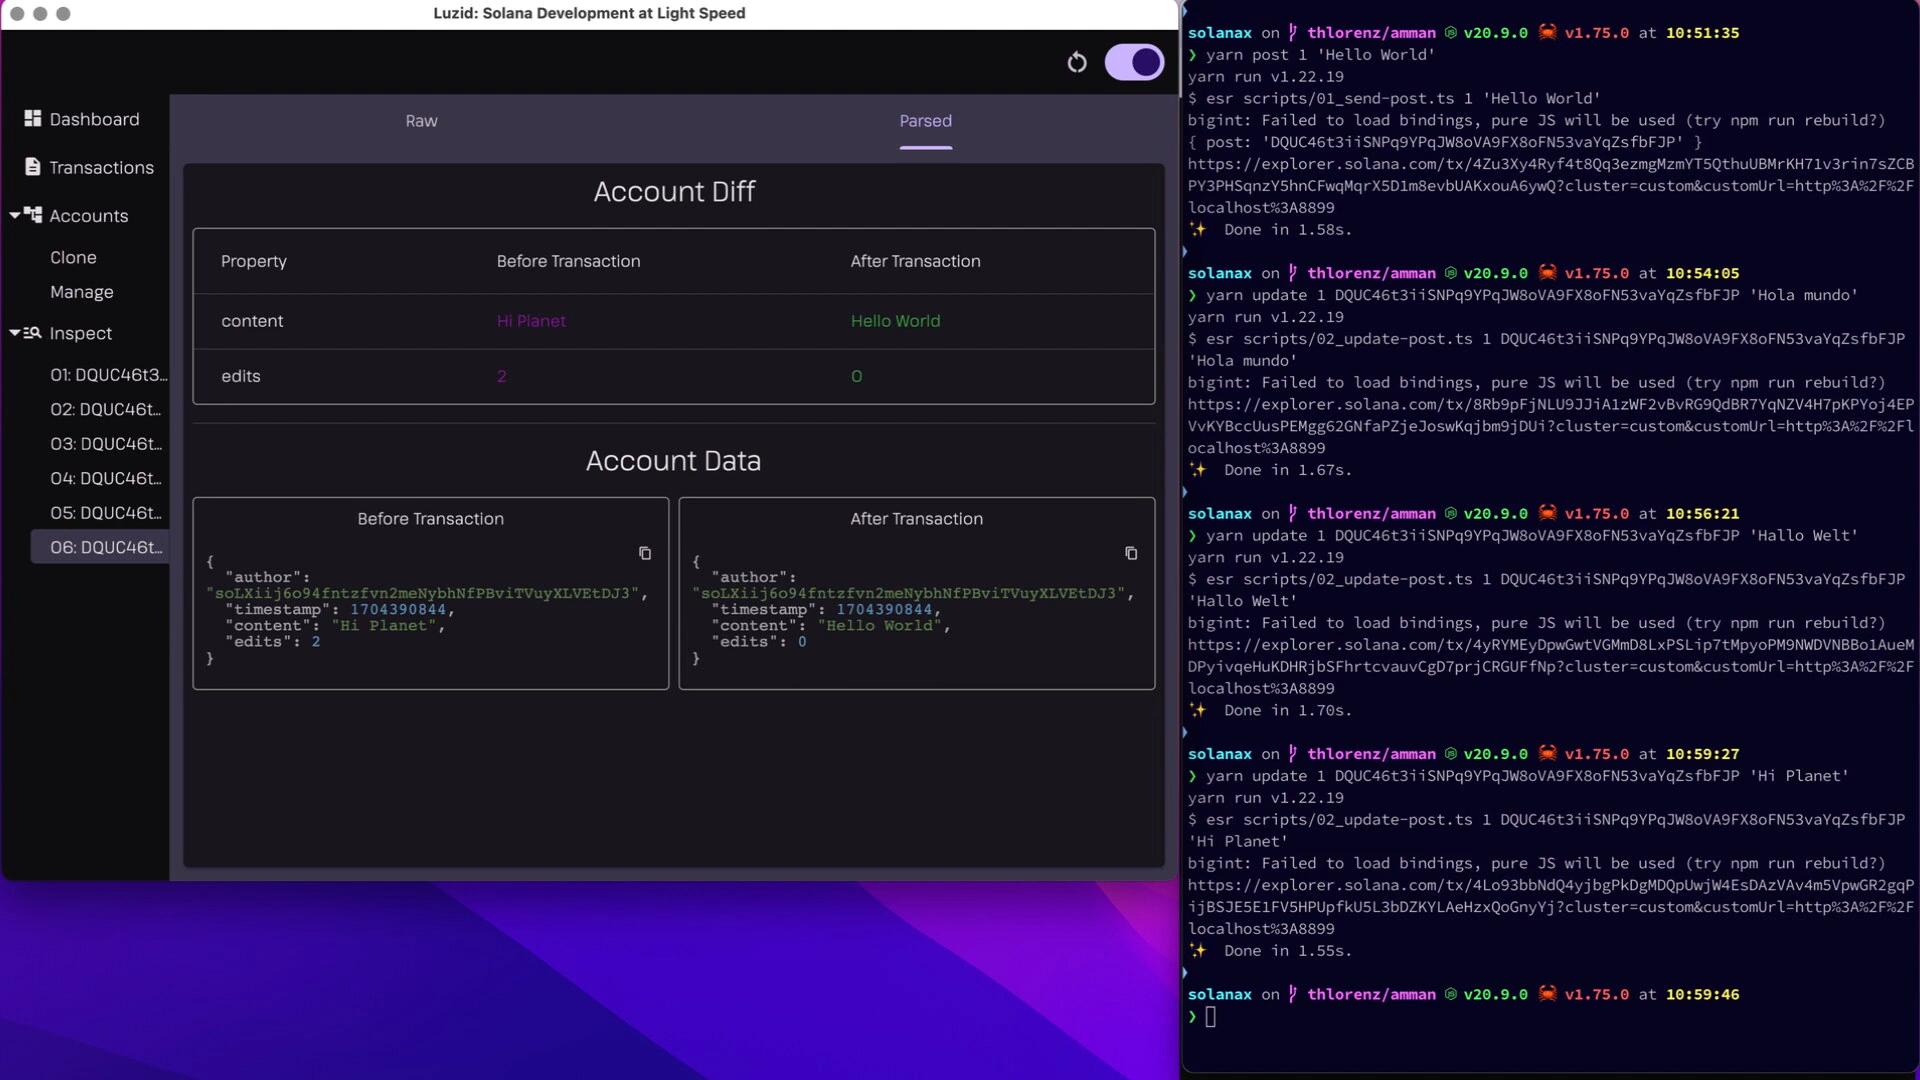 Luzid: Solana Development at Light Speed
Dashboard
Transactions
Accounts
Clone
Manage
Inspect
01: DQUC46t3...
02: DQUC46t...
03: DQUC46t...
04: DQUC46t...
05: DQUC46t...
06: DQUC46t...
Raw
Parsed
Account Diff
Property Before Transaction After Transaction
content Hi Planet Hello World
edits 2 0
Account Data
Before Transaction
{
"author":
"soLXiij6o94fntzfvn2meNybhNfPBviTVuyXLVEtDJ3",
"timestamp": 1704390844,
"content": "Hi Planet",
"edits": 2
}
After Transaction
{
"author":
"soLXiij6o94fntzfvn2meNybhNfPBviTVuyXLVEtDJ3",
"timestamp": 1704390844,
"content": "Hello World",
"edits": 0
}
solanax on thlorenz/amman v20.9.0 🦀 v1.75.0 at 10:51:35
❯ yarn post 1 'Hello World'
yarn run v1.22.19
$ esr scripts/01_send-post.ts 1 'Hello World'
bigint: Failed to load bindings, pure JS will be used (try npm run rebuild?)
{ post: 'DQUC46t3iiSNPq9YPqJW8oVA9FX8oFN53vaYqZsfbFJP' }
https://explorer.solana.com/tx/4Zu3Xy4Ryf4t8Qq3ezmgMzmYT5QthuUBMrKH71v3rin7sZCB
PY3PHSqnzY5hnCFwqMqrX5D1m8evbUAKxouA6ywQ?cluster=custom&customUrl=http%3A%2F%2F
localhost%3A8899
✨ Done in 1.58s.
solanax on thlorenz/amman v20.9.0 🦀 v1.75.0 at 10:54:05
❯ yarn update 1 DQUC46t3iiSNPq9YPqJW8oVA9FX8oFN53vaYqZsfbFJP 'Hola mundo'
yarn run v1.22.19
$ esr scripts/02_update-post.ts 1 DQUC46t3iiSNPq9YPqJW8oVA9FX8oFN53vaYqZsfbFJP
'Hola mundo'
bigint: Failed to load bindings, pure JS will be used (try npm run rebuild?)
https://explorer.solana.com/tx/8Rb9pFjNLU9JJiA1zWF2vBvRG9QdBR7YqNZV4H7pKPYoj4EP
VvKYBccUusPEMgg62GNfaPZjeJoswKqjbm9jDUi?cluster=custom&customUrl=http%3A%2F%2Fl
ocalhost%3A8899
✨ Done in 1.67s.
solanax on thlorenz/amman v20.9.0 🦀 v1.75.0 at 10:56:21
❯ yarn update 1 DQUC46t3iiSNPq9YPqJW8oVA9FX8oFN53vaYqZsfbFJP 'Hallo Welt'
yarn run v1.22.19
$ esr scripts/02_update-post.ts 1 DQUC46t3iiSNPq9YPqJW8oVA9FX8oFN53vaYqZsfbFJP
'Hallo Welt'
bigint: Failed to load bindings, pure JS will be used (try npm run rebuild?)
https://explorer.solana.com/tx/4yRYMEyDpwGwtVGMmD8LxPSLip7tMpyoPM9NWDVNBBo1AueM
DPyivqeHuKDHRjbSFhrtcvauvCgD7prjCRGUFfNp?cluster=custom&customUrl=http%3A%2F%2F
localhost%3A8899
✨ Done in 1.70s.
solanax on thlorenz/amman v20.9.0 🦀 v1.75.0 at 10:59:27
❯ yarn update 1 DQUC46t3iiSNPq9YPqJW8oVA9FX8oFN53vaYqZsfbFJP 'Hi Planet'
yarn run v1.22.19
$ esr scripts/02_update-post.ts 1 DQUC46t3iiSNPq9YPqJW8oVA9FX8oFN53vaYqZsfbFJP
'Hi Planet'
bigint: Failed to load bindings, pure JS will be used (try npm run rebuild?)
https://explorer.solana.com/tx/4Lo93bbNdQ4yjbgPkDgMDQpUwjW4EsDAzVAv4m5VpwGR2gqP
ijBSJE5E1FV5HPUpfkU5L3bDZKYLAeHzxQoGnyYj?cluster=custom&customUrl=http%3A%2F%2F
localhost%3A8899
✨ Done in 1.55s.
solanax on thlorenz/amman v20.9.0 🦀 v1.75.0 at 10:59:46
❯